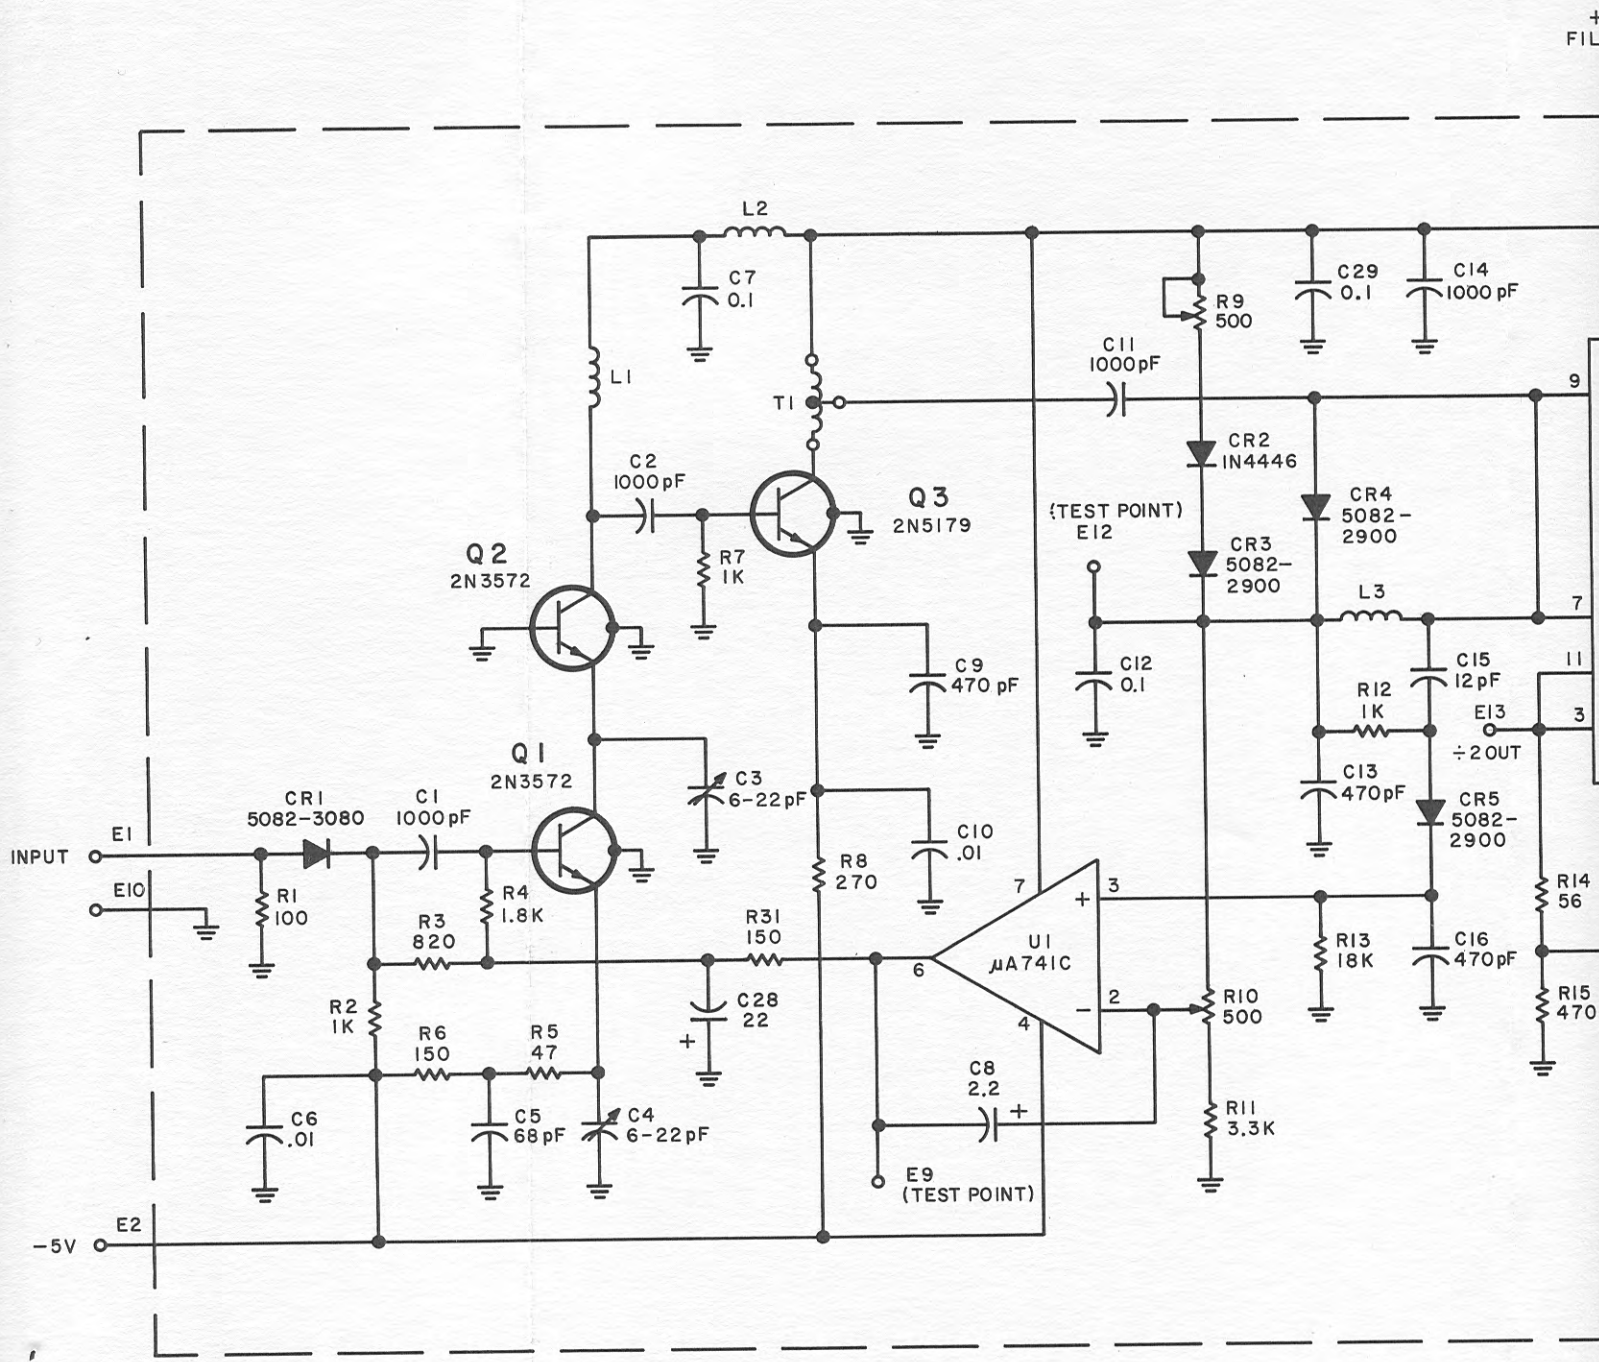 +
FIL
L2
C7
0.1
L1
C29
0.1
C14
1000 pF
R9
500
C11
1000pF
T1
9
CR2
1N4446
C2
1000pF
Q3
2N5179
(TEST POINT)
E12
CR4
5082-
2900
Q2
2N3572
R7
1K
CR3
5082-
2900
L3
7
C9
470 pF
C12
0.1
C15
12pF
11
R12
1K
E13
3
÷2 OUT
Q1
2N3572
C3
6-22pF
C13
470pF
CR5
5082-
2900
CR1
5082-3080
C1
1000pF
E1
INPUT
C10
.01
R8
270
E10
R1
100
R4
1.8K
7
+
3
R14
56
R3
820
R31
150
6
U1
μA741C
R13
18K
C16
470pF
R2
1K
C28
22
+
4
2
-
R10
500
R15
470
R6
150
R5
47
C8
2.2
+
C6
.01
C5
68pF
C4
6-22pF
R11
3.3K
E9
(TEST POINT)
E2
-5V